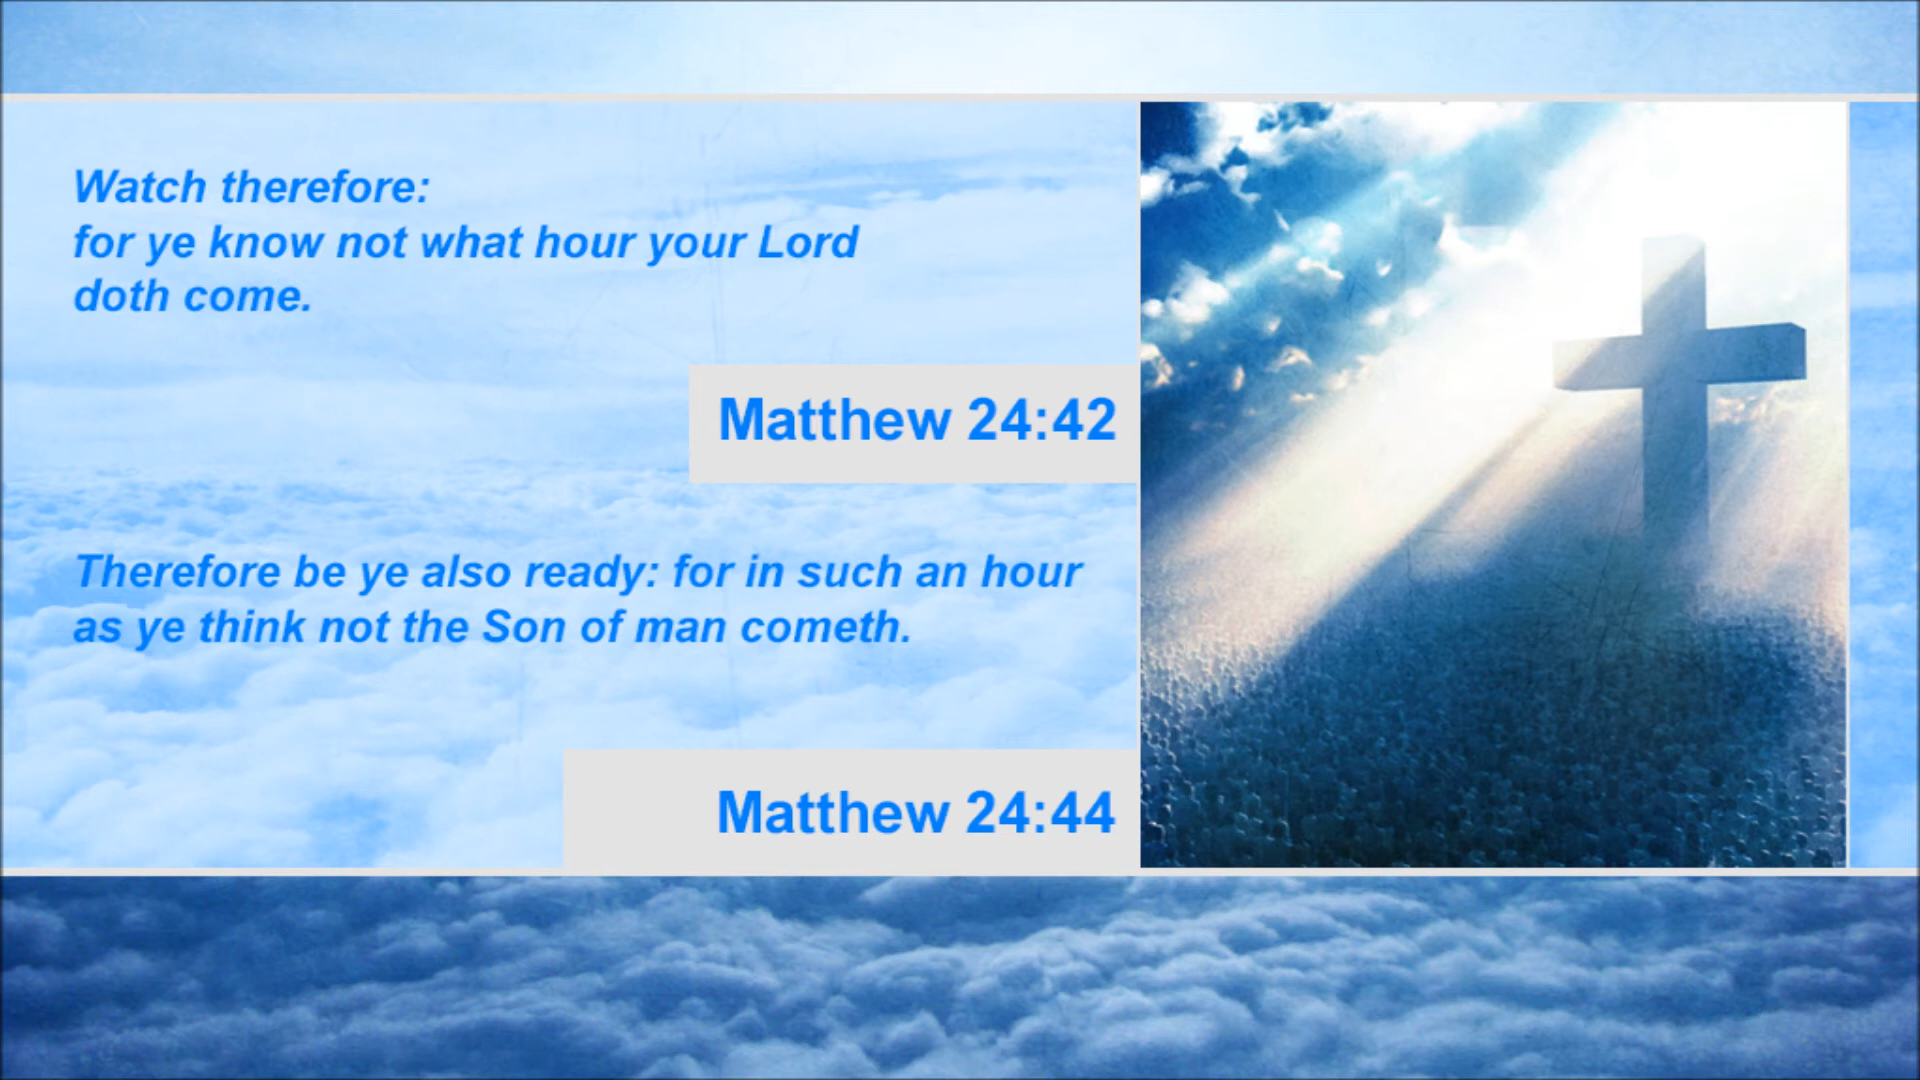 Watch therefore:
for ye know not what hour your Lord
doth come.
Matthew 24:42
Therefore be ye also ready: for in such an hour
as ye think not the Son of man cometh.
Matthew 24:44